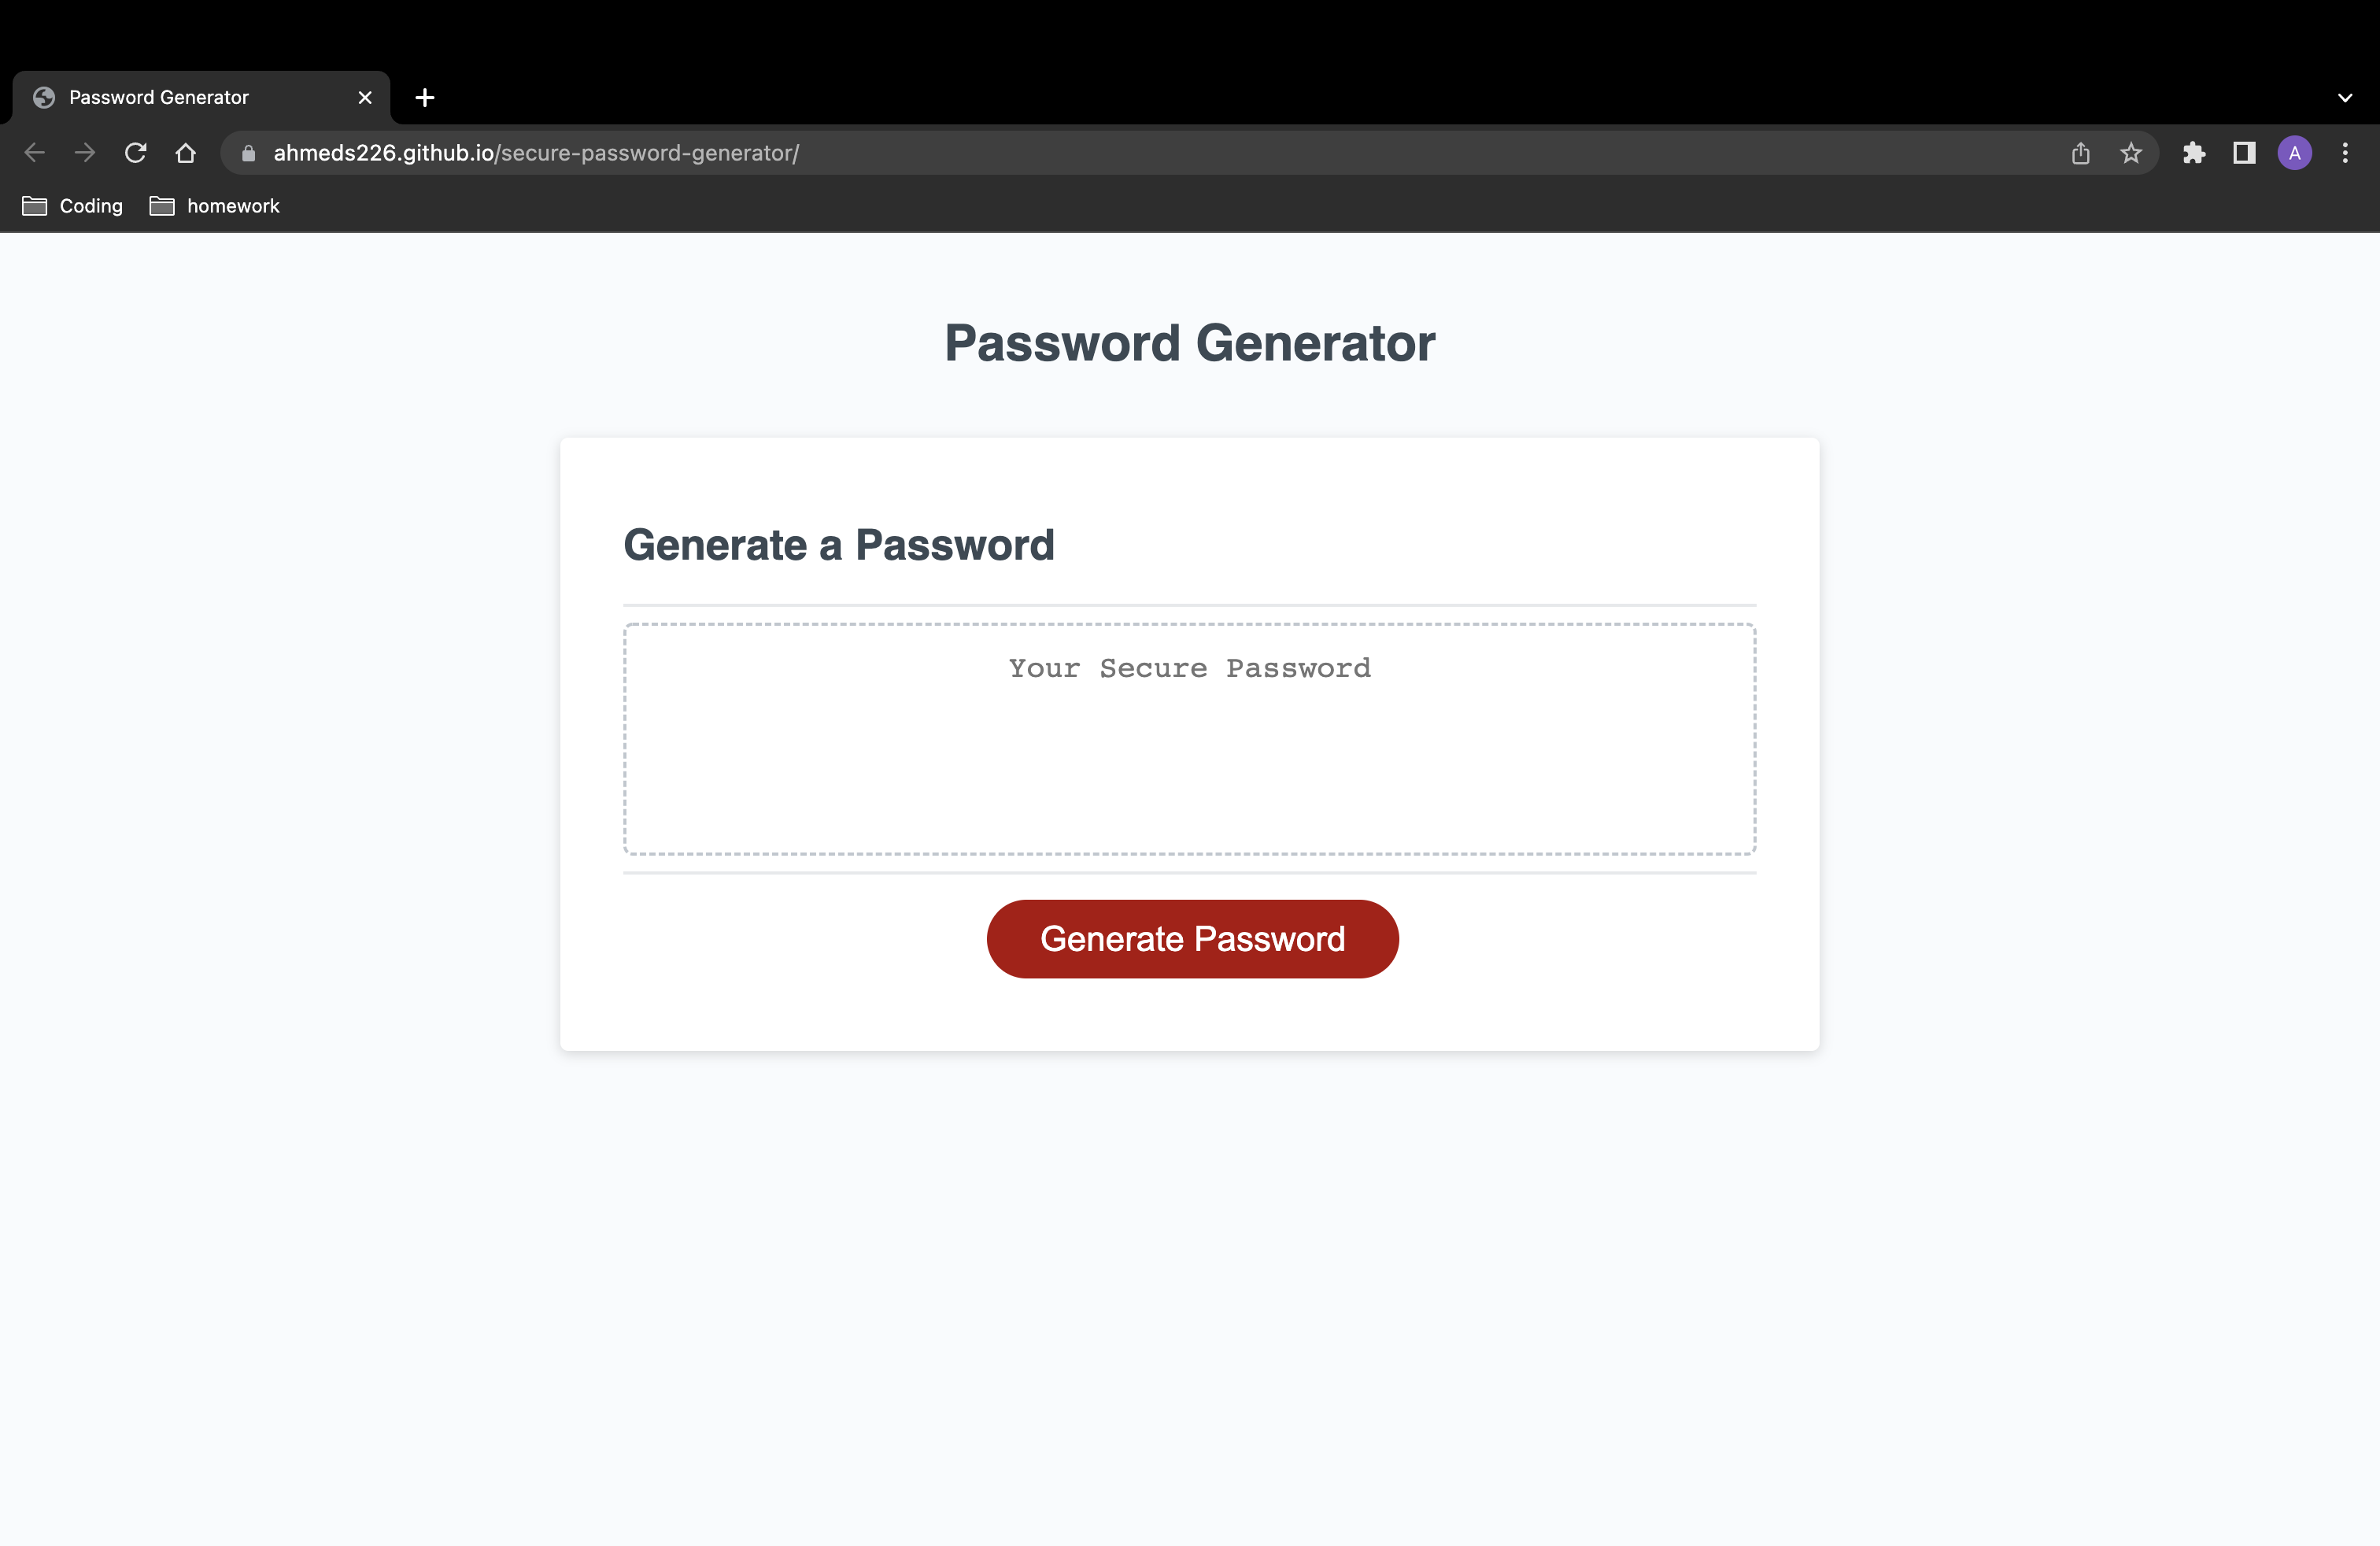 Password Generator
ahmeds226.github.io/secure-password-generator/
A
Coding
homework
Password Generator
Generate a Password
Your Secure Password
Generate Password